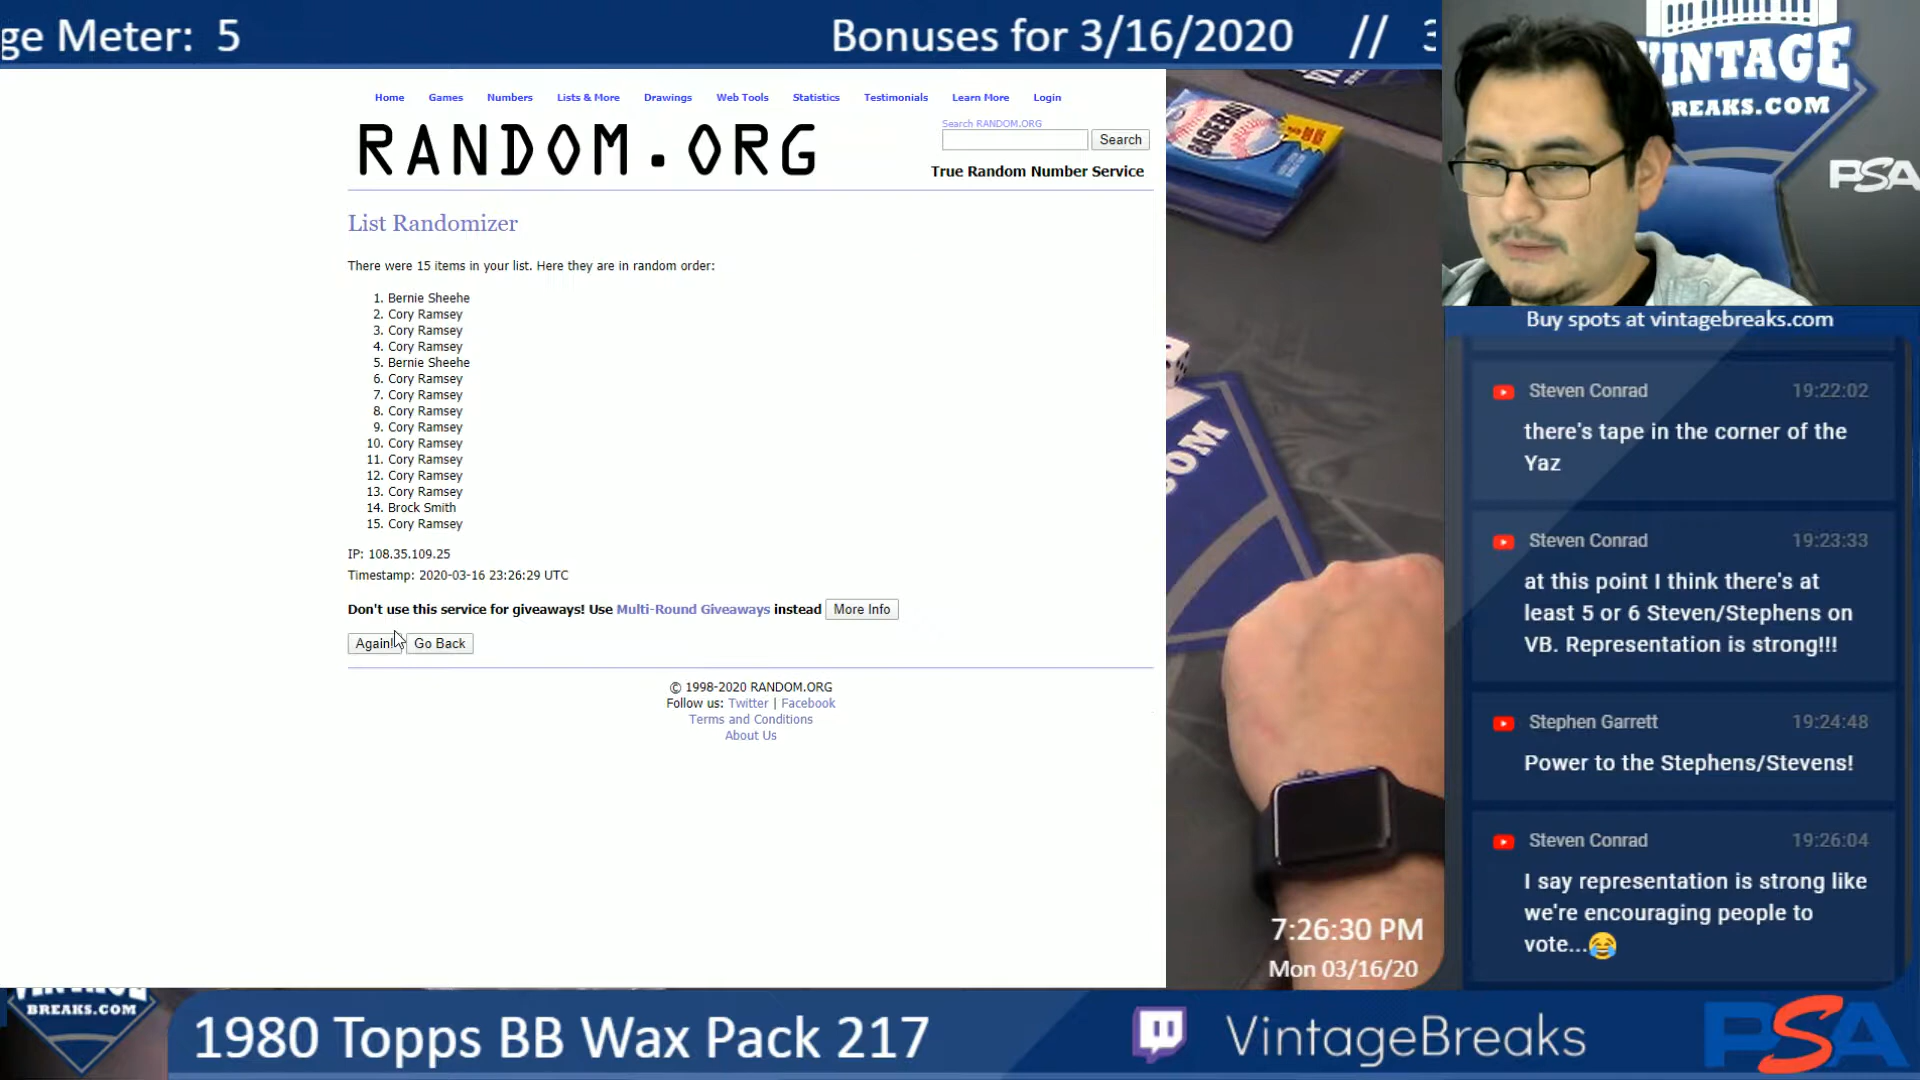 ge Meter: 5
Bonuses for 3/16/2020 //
VINTAGE
BREAKS.COM
PSA
Home Games Numbers Lists & More Drawings Web Tools Statistics Testimonials Learn More Login
RANDOM.ORG
Search RANDOM.ORG
Search
True Random Number Service
BASEBALL
List Randomizer
There were 15 items in your list. Here they are in random order:
1. Bernie Sheehe
2. Cory Ramsey
3. Cory Ramsey
4. Cory Ramsey
5. Bernie Sheehe
6. Cory Ramsey
7. Cory Ramsey
8. Cory Ramsey
9. Cory Ramsey
10. Cory Ramsey
11. Cory Ramsey
12. Cory Ramsey
13. Cory Ramsey
14. Brock Smith
15. Cory Ramsey
IP: 108.35.109.25
Timestamp: 2020-03-16 23:26:29 UTC
Don't use this service for giveaways! Use Multi-Round Giveaways instead More Info
Again! Go Back
© 1998-2020 RANDOM.ORG
Follow us: Twitter | Facebook
Terms and Conditions
About Us
.COM
7:26:30 PM
Mon 03/16/20
Buy spots at vintagebreaks.com
Steven Conrad 19:22:02
there's tape in the corner of the
Yaz
Steven Conrad 19:23:33
at this point I think there's at
least 5 or 6 Steven/Stephens on
VB. Representation is strong!!!
Stephen Garrett 19:24:48
Power to the Stephens/Stevens!
Steven Conrad 19:26:04
I say representation is strong like
we're encouraging people to
vote...😂
VINTAGE
BREAKS.COM
1980 Topps BB Wax Pack 217
VintageBreaks
PSA